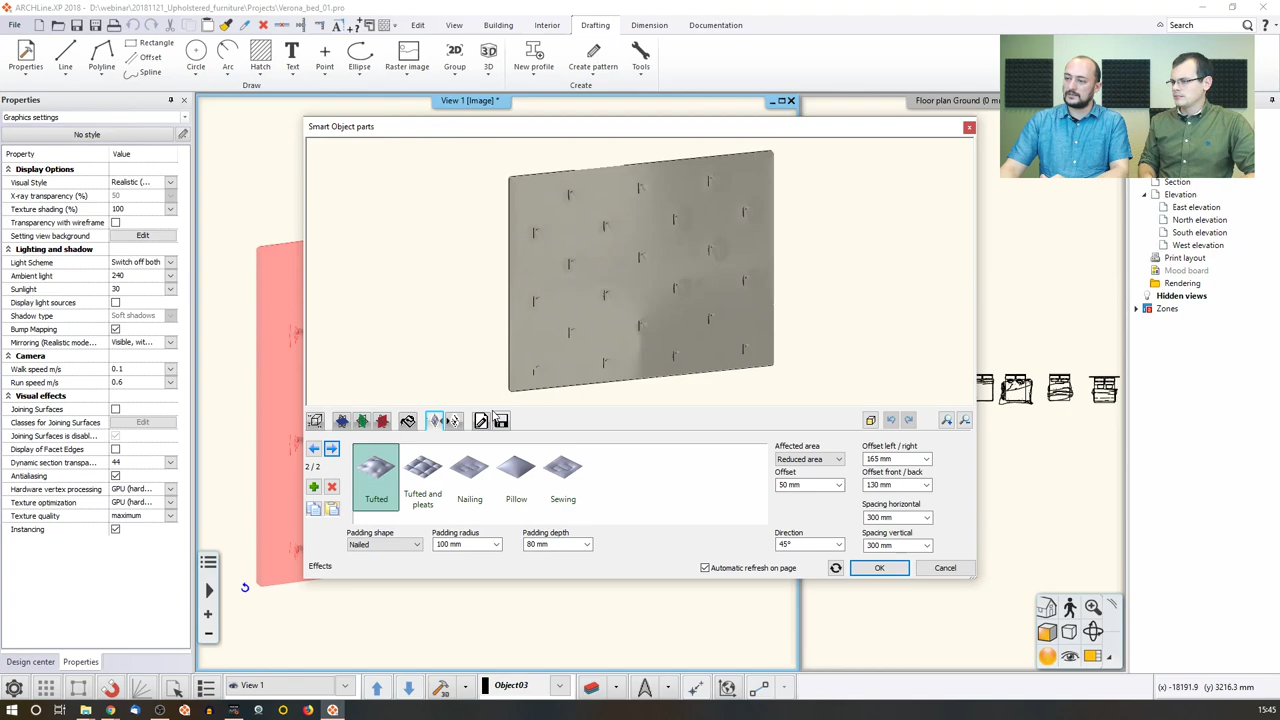 ARCHLine.XP 2018 - D:\webinar\20181121_Upholstered_furniture\Projects\Verona_bed_01.pro
File
Edit
View
Building
Interior
Drafting
Dimension
Documentation
Search
Properties
Line
Polyline
Rectangle
Offset
Spline
Circle
Arc
Hatch
Text
Point
Ellipse
Raster image
2D
Group
3D
3D
New profile
Create pattern
Tools
Draw
Create
Properties
Graphics settings
No style
Property Value
Display Options
Visual Style Realistic (...
X-ray transparency (%) 50
Texture shading (%) 100
Transparency with wireframe
Setting view background Edit
Lighting and shadow
Light Scheme Switch off both
Ambient light 240
Sunlight 30
Display light sources
Shadow type Soft shadows
Bump Mapping
Mirroring (Realistic mode... Visible, wit...
Camera
Walk speed m/s 0.1
Run speed m/s 0.6
Visual effects
Joining Surfaces
Classes for Joining Surfaces Edit
Joining Surfaces is disabl...
Display of Facet Edges
Dynamic section transpa... 44
Antialiasing
Hardware vertex processing GPU (hard...
Texture optimization GPU (hard...
Texture quality maximum
Instancing
Design center
Properties
View 1 [Image] *
Floor plan Ground (0 m
Smart Object parts
2 / 2
Tufted
Tufted and
pleats
Nailing
Pillow
Sewing
Padding shape
Nailed
Padding radius
100 mm
Padding depth
80 mm
Affected area
Reduced area
Offset
50 mm
Direction
45°
Offset left / right
165 mm
Offset front / back
130 mm
Spacing horizontal
300 mm
Spacing vertical
300 mm
Effects
Automatic refresh on page
OK
Cancel
Section
Elevation
East elevation
North elevation
South elevation
West elevation
Print layout
Mood board
Rendering
Hidden views
Zones
View 1
Object03
(x) -18191.9 (y) 3216.3 mm
15:45